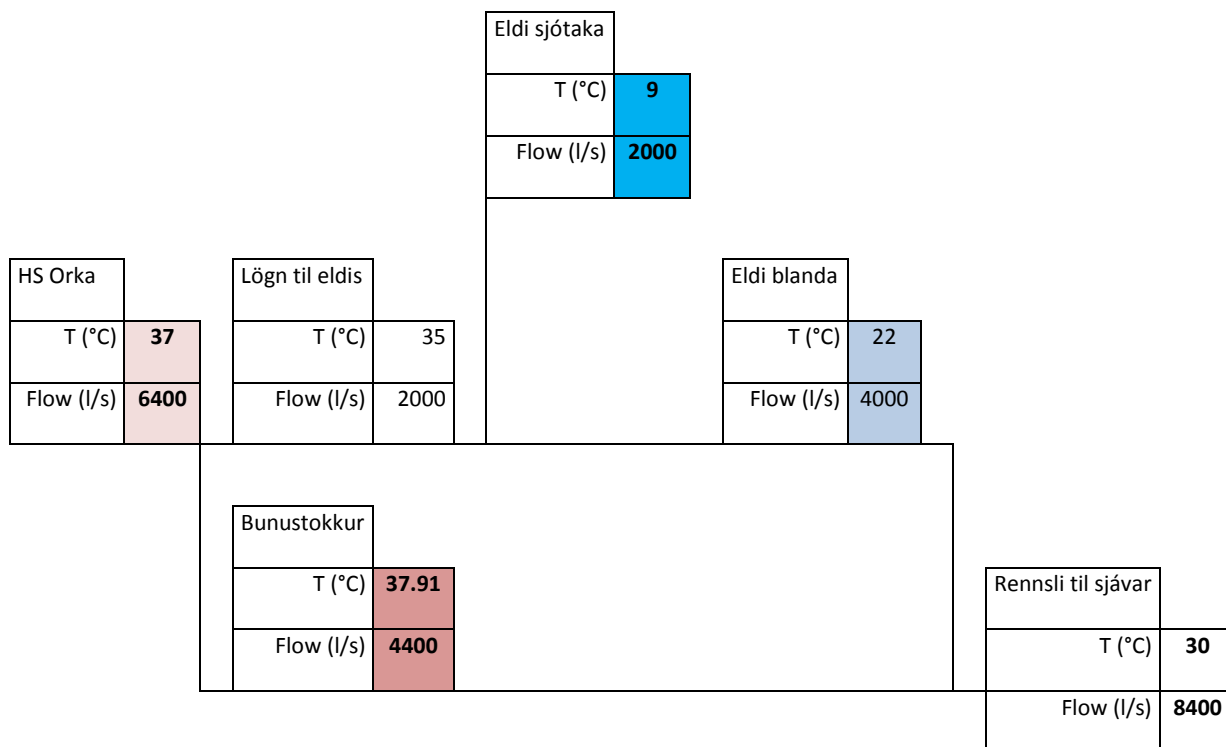 Eldi sjótaka
T (°C) 9
Flow (l/s) 2000
HS Orka
T (°C) 37
Flow (l/s) 6400
Lögn til eldis
T (°C) 35
Flow (l/s) 2000
Eldi blanda
T (°C) 22
Flow (l/s) 4000
Bunustokkur
T (°C) 37.91
Flow (l/s) 4400
Rennsli til sjávar
T (°C) 30
Flow (l/s) 8400